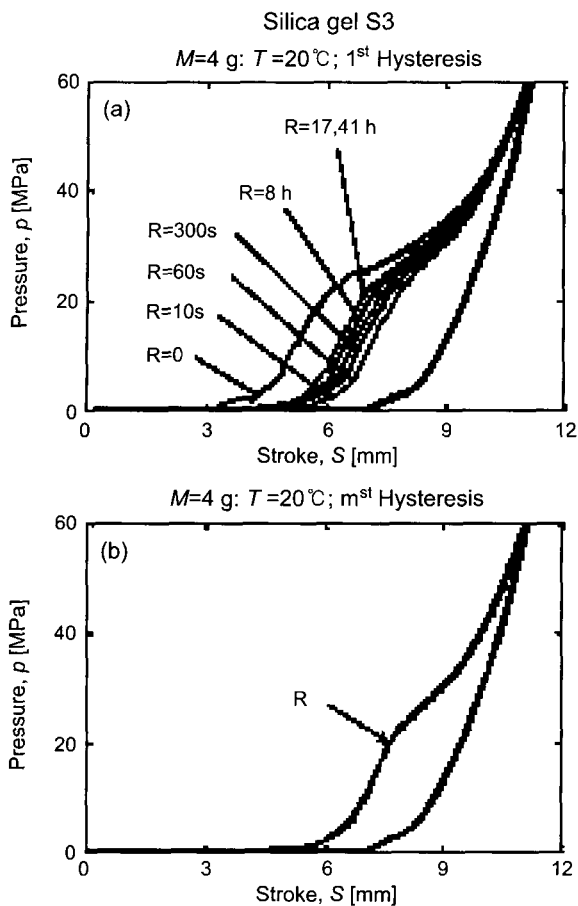 Silica gel S3
M=4 g: T =20℃; 1st Hysteresis
(a)
60
40
20
0
Pressure, p [MPa]
R=17,41 h
R=8 h
R=300s
R=60s
R=10s
R=0
0 3 6 9 12
Stroke, S [mm]
M=4 g: T =20℃; mst Hysteresis
(b)
60
40
20
0
Pressure, p [MPa]
R
0 3 6 9 12
Stroke, S [mm]